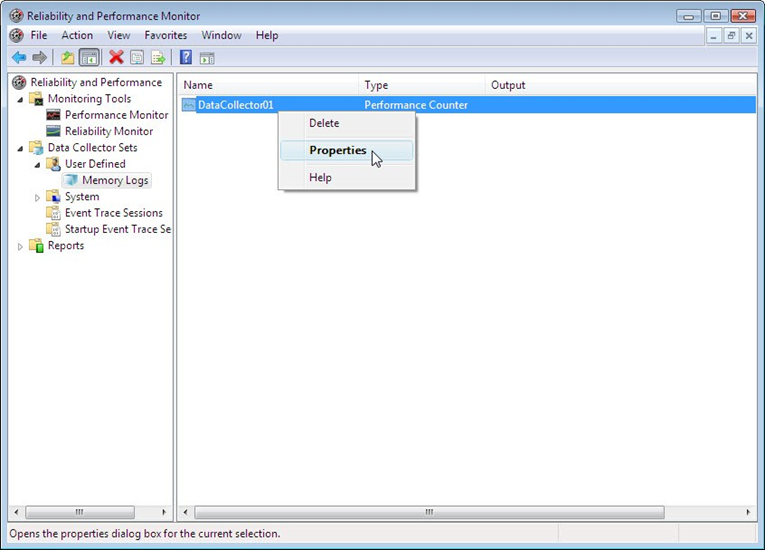 Reliability and Performance Monitor
File Action View Favorites Window Help
Reliability and Performance
Monitoring Tools
Performance Monitor
Reliability Monitor
Data Collector Sets
User Defined
Memory Logs
System
Event Trace Sessions
Startup Event Trace Se
Reports
Name Type Output
DataCollector01 Performance Counter
Delete
Properties
Help
Opens the properties dialog box for the current selection.